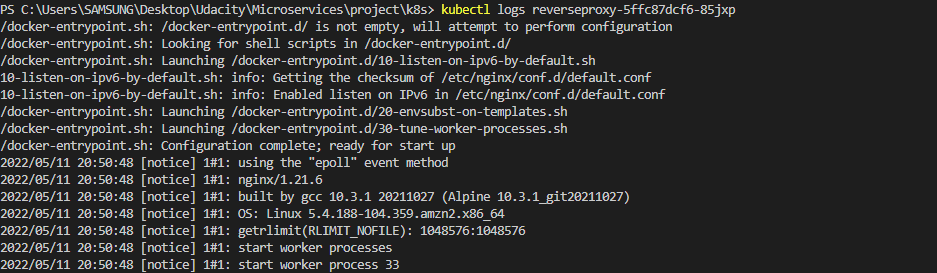 PS C:\Users\SAMSUNG\Desktop\Udacity\Microservices\project\k8s> kubectl logs reverseproxy-5ffc87dcf6-85jxp
/docker-entrypoint.sh: /docker-entrypoint.d/ is not empty, will attempt to perform configuration
/docker-entrypoint.sh: Looking for shell scripts in /docker-entrypoint.d/
/docker-entrypoint.sh: Launching /docker-entrypoint.d/10-listen-on-ipv6-by-default.sh
10-listen-on-ipv6-by-default.sh: info: Getting the checksum of /etc/nginx/conf.d/default.conf
10-listen-on-ipv6-by-default.sh: info: Enabled listen on IPv6 in /etc/nginx/conf.d/default.conf
/docker-entrypoint.sh: Launching /docker-entrypoint.d/20-envsubst-on-templates.sh
/docker-entrypoint.sh: Launching /docker-entrypoint.d/30-tune-worker-processes.sh
/docker-entrypoint.sh: Configuration complete; ready for start up
2022/05/11 20:50:48 [notice] 1#1: using the "epoll" event method
2022/05/11 20:50:48 [notice] 1#1: nginx/1.21.6
2022/05/11 20:50:48 [notice] 1#1: built by gcc 10.3.1 20211027 (Alpine 10.3.1_git20211027)
2022/05/11 20:50:48 [notice] 1#1: OS: Linux 5.4.188-104.359.amzn2.x86_64
2022/05/11 20:50:48 [notice] 1#1: getrlimit(RLIMIT_NOFILE): 1048576:1048576
2022/05/11 20:50:48 [notice] 1#1: start worker processes
2022/05/11 20:50:48 [notice] 1#1: start worker process 33